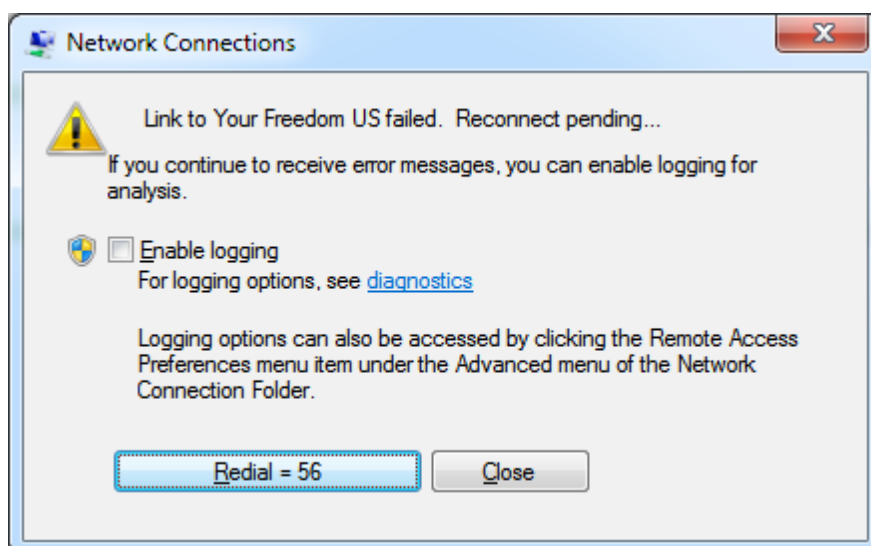 Network Connections
Link to Your Freedom US failed.  Reconnect pending...
If you continue to receive error messages, you can enable logging for
analysis.
Enable logging
For logging options, see diagnostics
Logging options can also be accessed by clicking the Remote Access
Preferences menu item under the Advanced menu of the Network
Connection Folder.
Redial = 56
Close